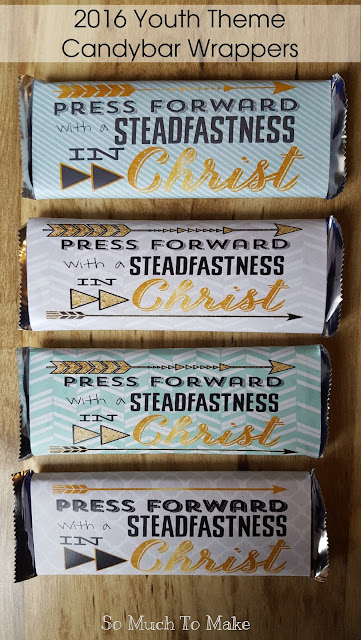 2016 Youth Theme
Candybar Wrappers
PRESS FORWARD
with a STEADFASTNESS
IN Christ
PRESS FORWARD
with a STEADFASTNESS
IN Christ
PRESS FORWARD
with a STEADFASTNESS
IN Christ
PRESS FORWARD
with a STEADFASTNESS
IN Christ
So Much To Make